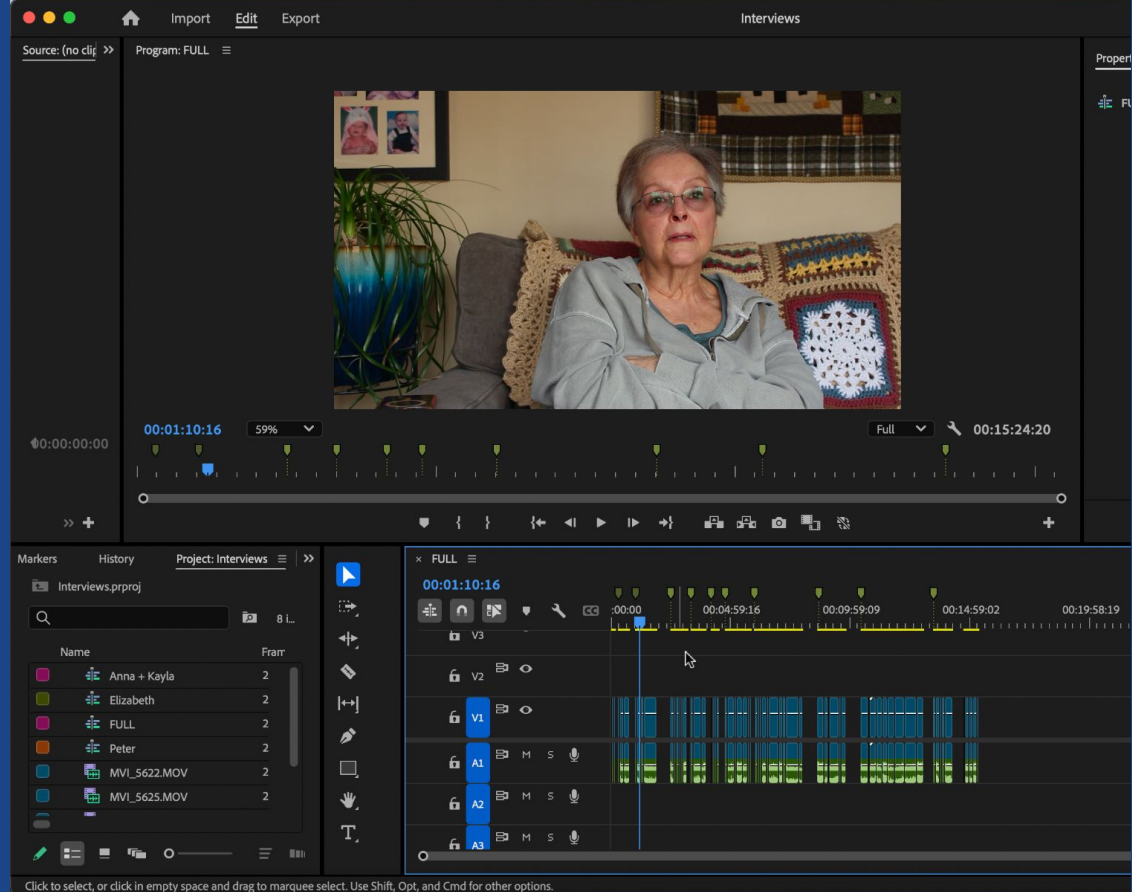 Import Edit Export Interviews
Source: (no clip Program: FULL
Propert
FU
00:01:10:16 59% Full 00:15:24:20
00:00:00:00
Markers History Project: Interviews
Interviews.prproj
8 i...
Name Fram
Anna + Kayla 2
Elizabeth 2
FULL 2
Peter 2
MVI_5622.MOV 2
MVI_5625.MOV 2
T
× FULL
00:01:10:16
CC :00:00 00:04:59:16 00:09:59:09 00:14:59:02 00:19:58:19
V3
V2
V1
A1 M S
A2 M S
A3 M S
Click to select, or click in empty space and drag to marquee select. Use Shift, Opt, and Cmd for other options.